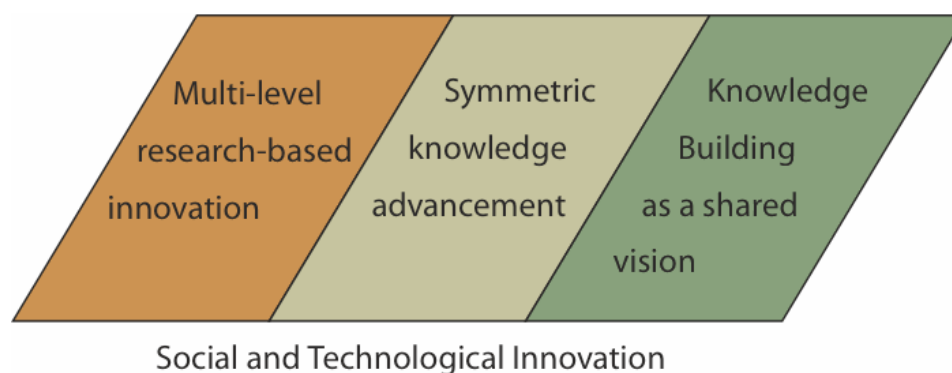 Multi-level
research-based
innovation
Symmetric
knowledge
advancement
Knowledge
Building
as a shared
vision
Social and Technological Innovation